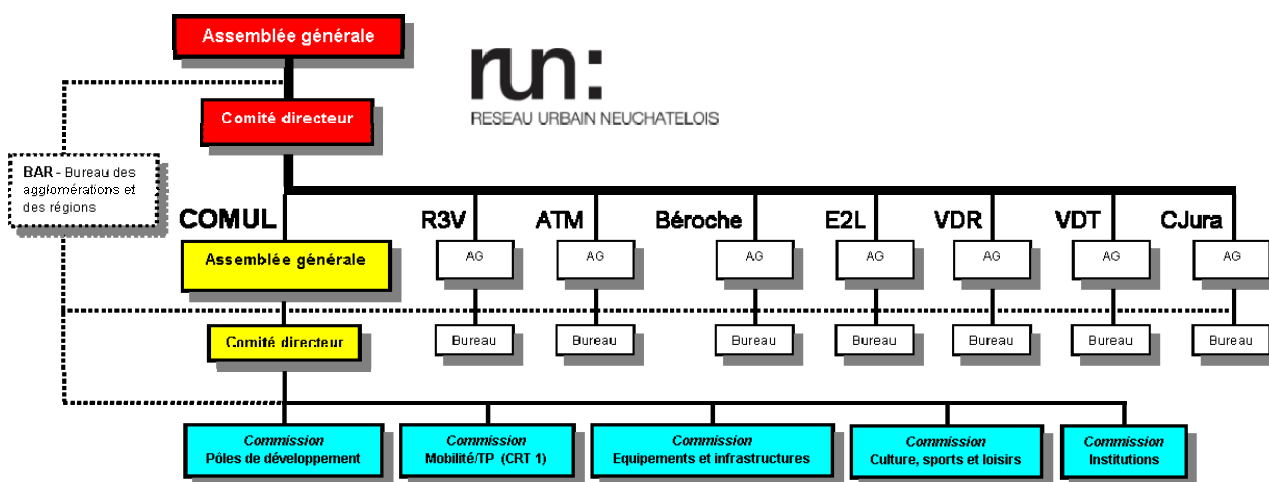 Assemblée générale
run:
RESEAU URBAIN NEUCHATELOIS
Comité directeur
BAR - Bureau des
agglomérations et
des régions
COMUL
R3V
ATM
Béroche
E2L
VDR
VDT
CJura
Assemblée générale
AG
AG
AG
AG
AG
AG
AG
Comité directeur
Bureau
Bureau
Bureau
Bureau
Bureau
Bureau
Bureau
Commission
Pôles de développement
Commission
Mobilité/TP (CRT 1)
Commission
Equipements et infrastructures
Commission
Culture, sports et loisirs
Commission
Institutions